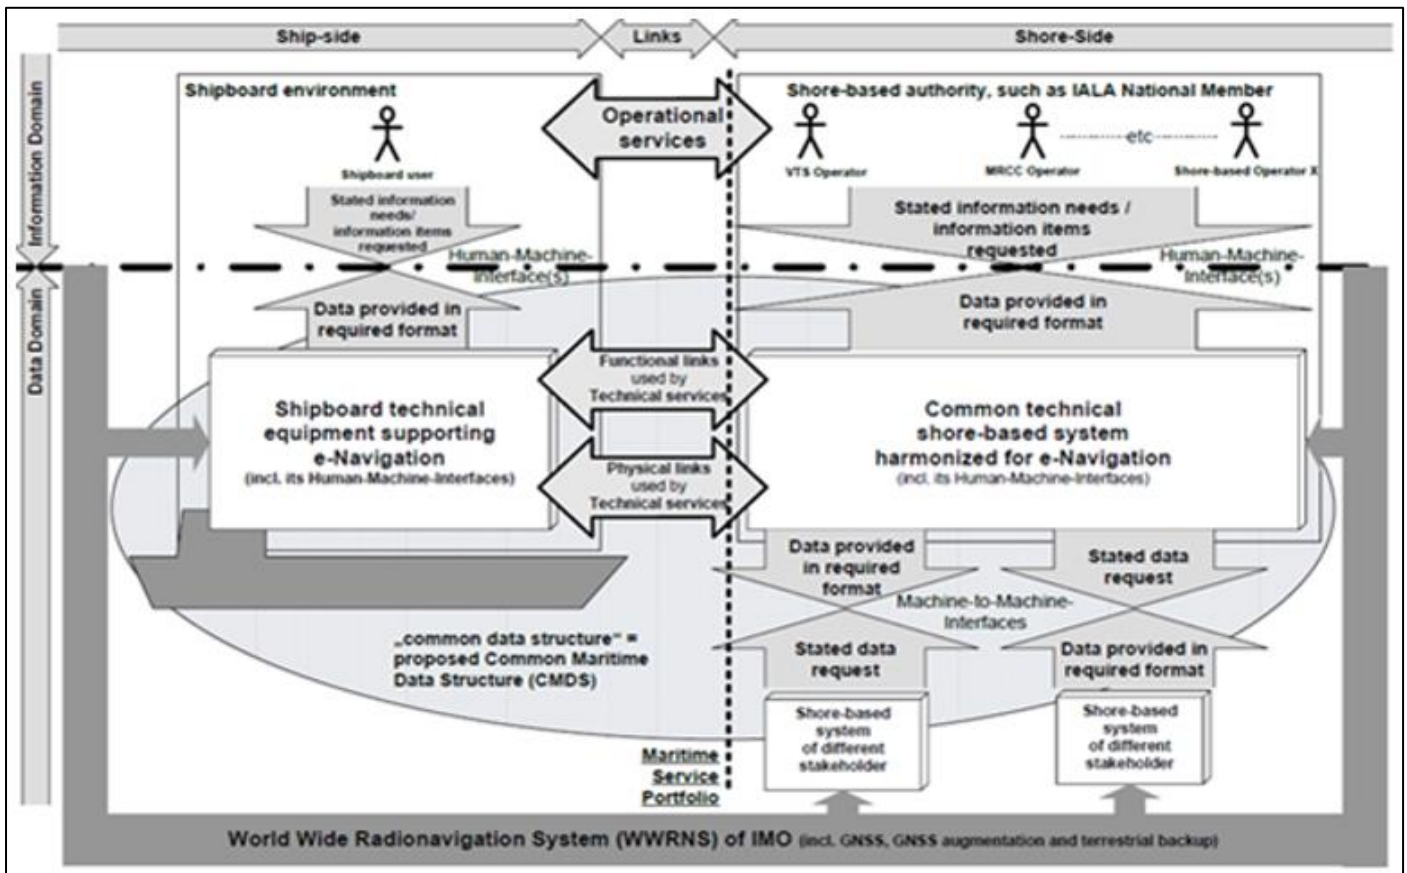 Ship-side
Links
Shore-Side
Information Domain
Data Domain
Shipboard environment
Shipboard user
Stated information
needs/
information items
requested
Human-Machine-
Interface(s)
Data provided in
required format
Operational
services
Shore-based authority, such as IALA National Member
VTS Operator
MRCC Operator
etc
Shore-based Operator X
Stated information needs /
information items
requested
Human-Machine-
Interface(s)
Data provided in
required format
Shipboard technical
equipment supporting
e-Navigation
(incl. its Human-Machine-Interfaces)
Functional links
used by
Technical services
Physical links
used by
Technical services
Common technical
shore-based system
harmonized for e-Navigation
(incl. its Human-Machine-Interfaces)
Data provided
in required
format
Stated data
request
Machine-to-Machine-
Interfaces
Stated data
request
Data provided in
required format
„common data structure“ =
proposed Common Maritime
Data Structure (CMDS)
Shore-based
system
of different
stakeholder
Shore-based
system
of different
stakeholder
Maritime
Service
Portfolio
World Wide Radionavigation System (WWRNS) of IMO (incl. GNSS, GNSS augmentation and terrestrial backup)